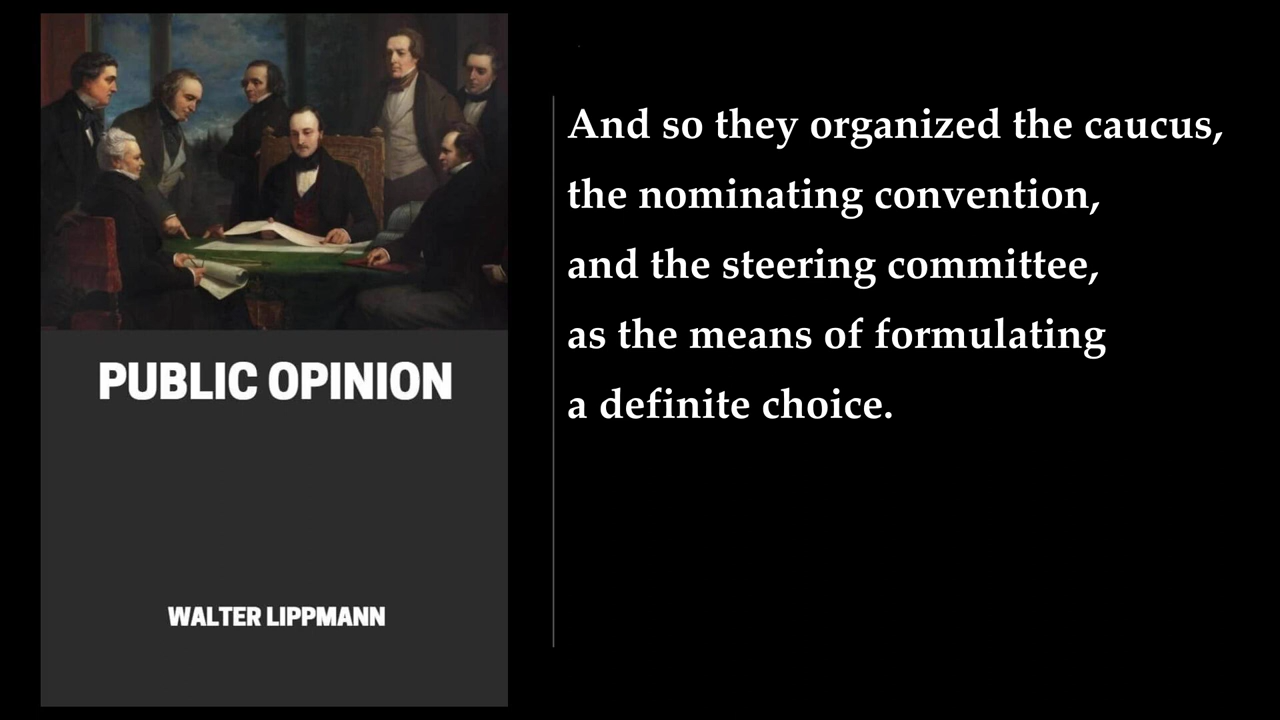 PUBLIC OPINION
WALTER LIPPMANN
And so they organized the caucus,
the nominating convention,
and the steering committee,
as the means of formulating
a definite choice.